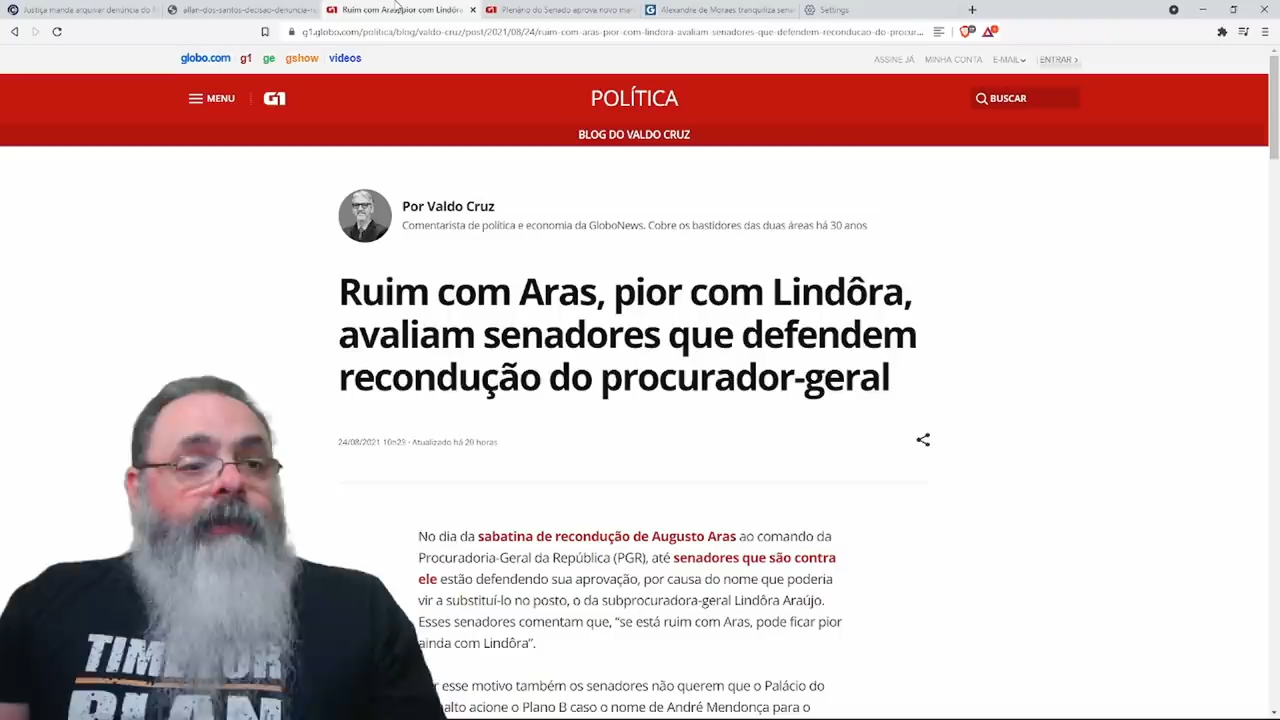 Justiça mande arquivar denúncia do
allan-dos-santos-decisao-denuncia-ru
G1 Ruim com Aras, pior com Lindôra
G1 Plenário do Senado aprova novo man
Alexandre de Moraes tranquiliza sena
Settings
g1.globo.com/politica/blog/valdo-cruz/post/2021/08/24/ruim-com-aras-pior-com-lindora-avaliam-senadores-que-defendem-reconducao-do-procur...
globo.com g1 ge gshow videos
ASSINE JÁ MINHA CONTA E-MAIL ENTRAR ›
MENU G1 POLÍTICA BUSCAR
BLOG DO VALDO CRUZ
Por Valdo Cruz
Comentarista de política e economia da GloboNews. Cobre os bastidores das duas áreas há 30 anos
Ruim com Aras, pior com Lindôra,
avaliam senadores que defendem
recondução do procurador-geral
24/08/2021 10h23 · Atualizado há 20 horas
No dia da sabatina de recondução de Augusto Aras ao comando da
Procuradoria-Geral da República (PGR), até senadores que são contra
ele estão defendendo sua aprovação, por causa do nome que poderia
vir a substituí-lo no posto, o da subprocuradora-geral Lindôra Araújo.
Esses senadores comentam que, “se está ruim com Aras, pode ficar pior
ainda com Lindôra”.
r esse motivo também os senadores não querem que o Palácio do
alto acione o Plano B caso o nome de André Mendonça para o